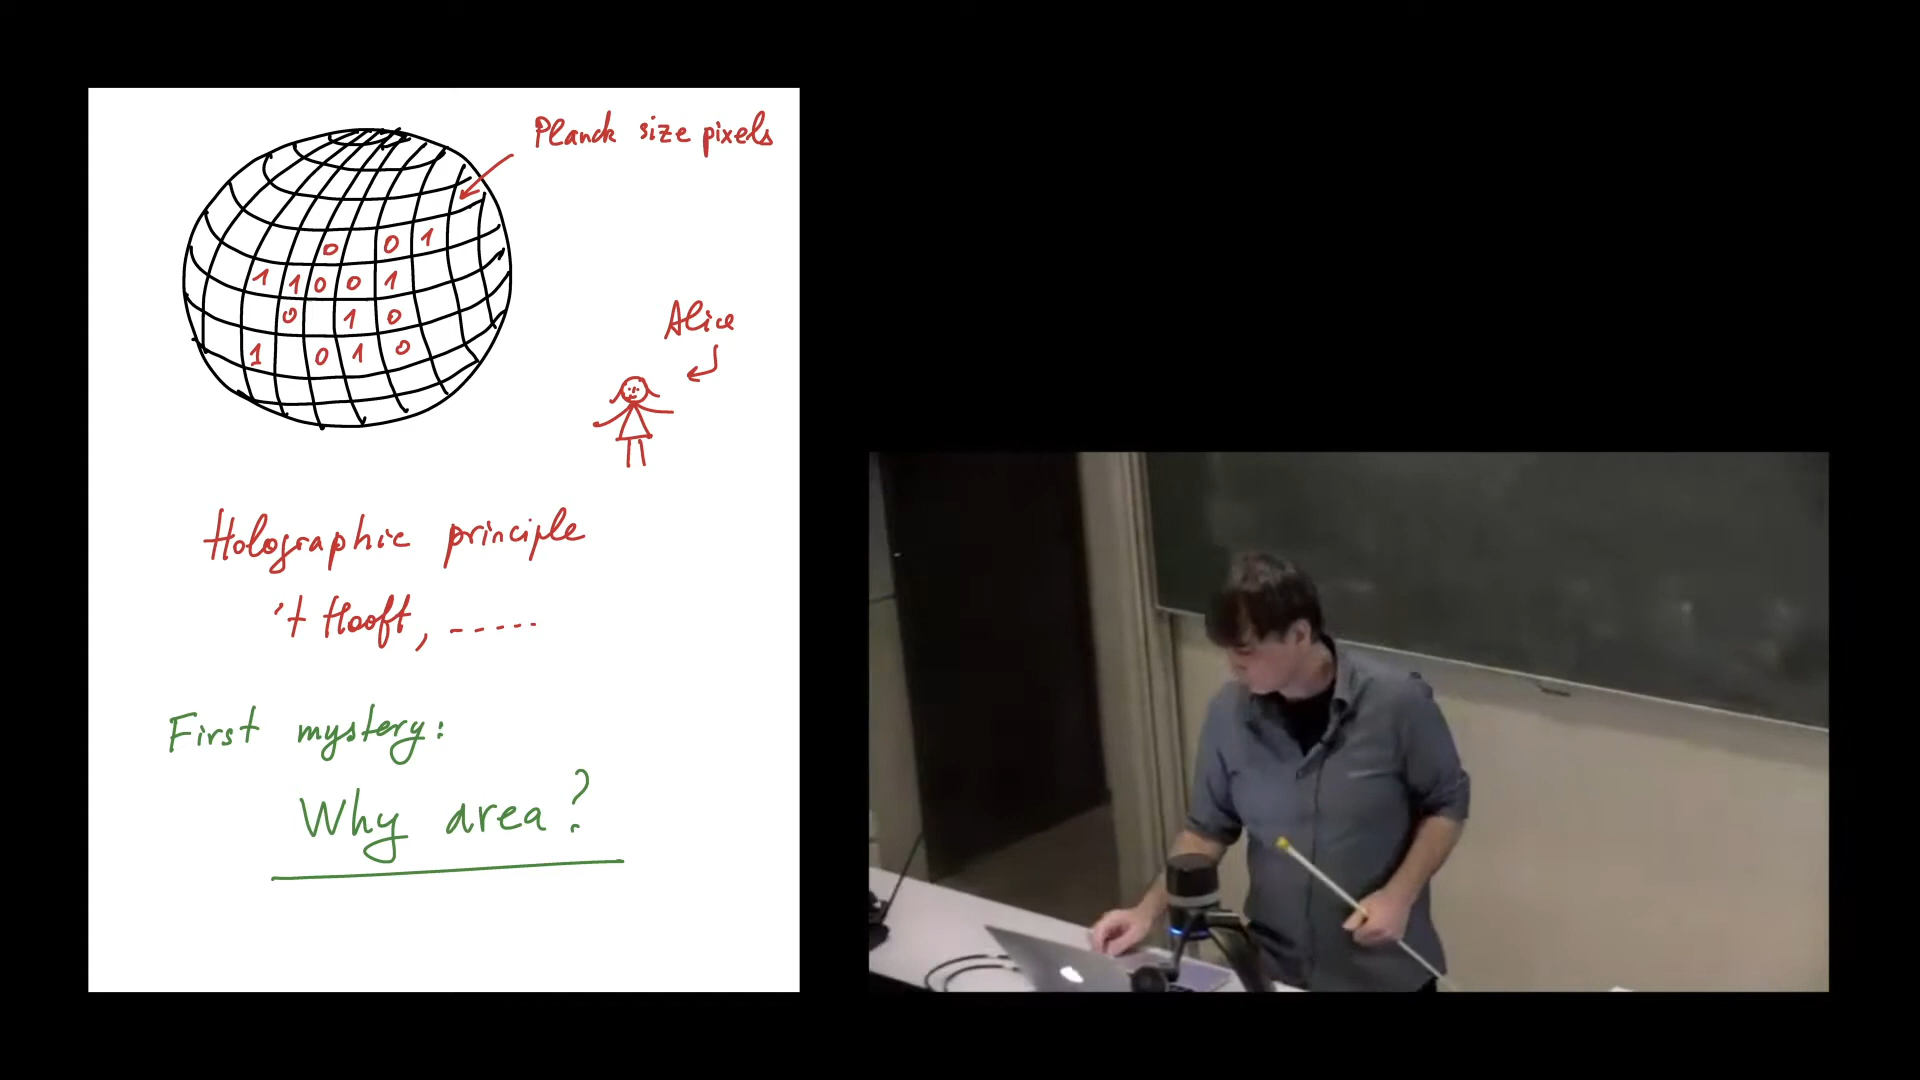 Planck size pixels
0 0 1
1 1 0 0 1
0 1 0
1 0 1 0
Alice
Holographic principle
't Hooft, -----
First mystery:
Why area?